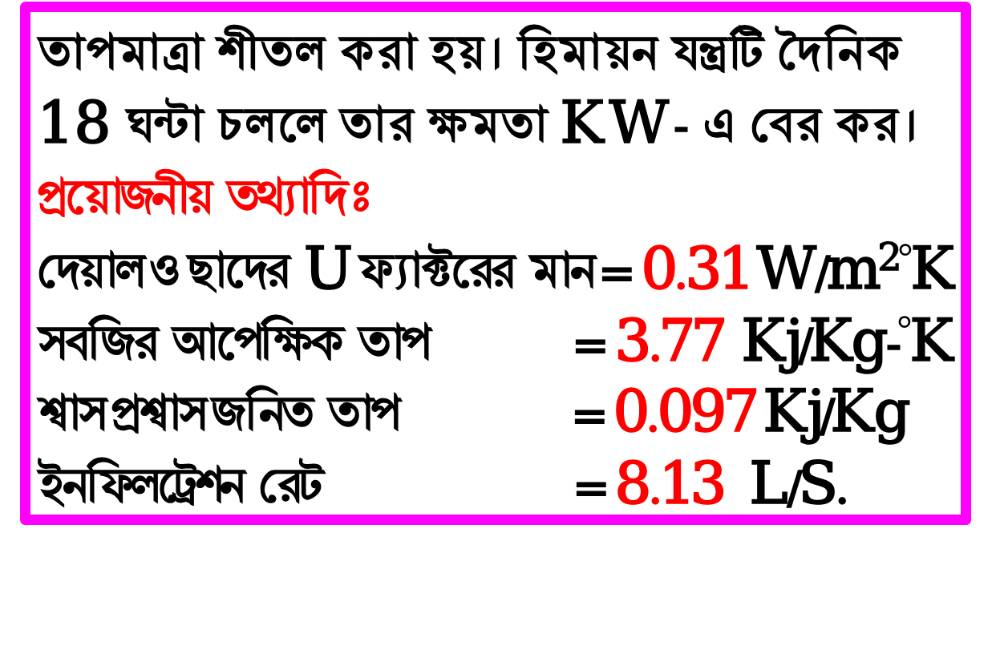 তাপমাত্রা শীতল করা হয়। হিমায়ন যন্ত্রটি দৈনিক
18 ঘন্টা চললে তার ক্ষমতা KW- এ বের কর।
প্রয়োজনীয় তথ্যাদিঃ
দেয়াল ও ছাদের U ফ্যাক্টরের মান= 0.31 W/m²°K
সবজির আপেক্ষিক তাপ = 3.77 Kj/Kg-°K
শ্বাসপ্রশ্বাসজনিত তাপ = 0.097 Kj/Kg
ইনফিলট্রেশন রেট = 8.13 L/S.